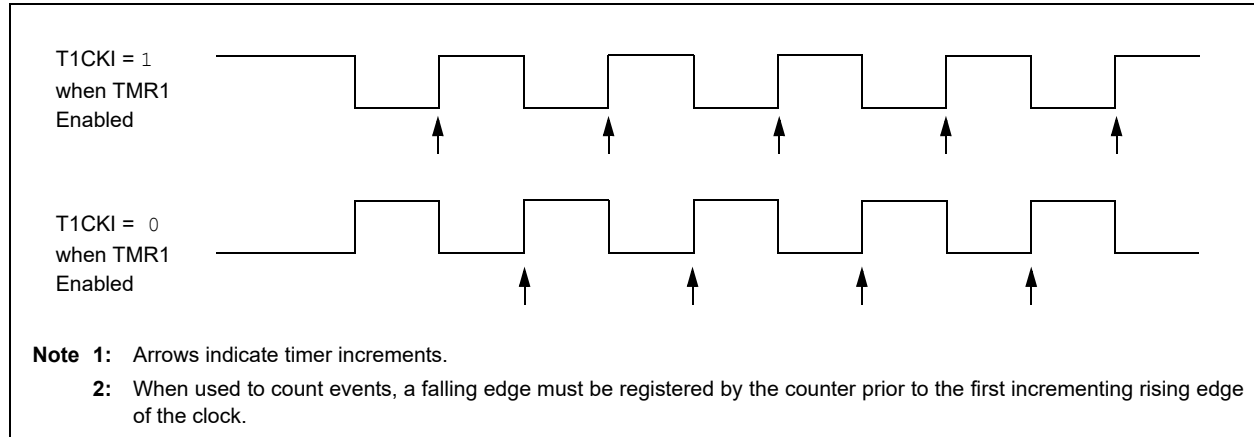 T1CKI = 1
when TMR1
Enabled
T1CKI = 0
when TMR1
Enabled
Note 1: Arrows indicate timer increments.
2: When used to count events, a falling edge must be registered by the counter prior to the first incrementing rising edge
of the clock.